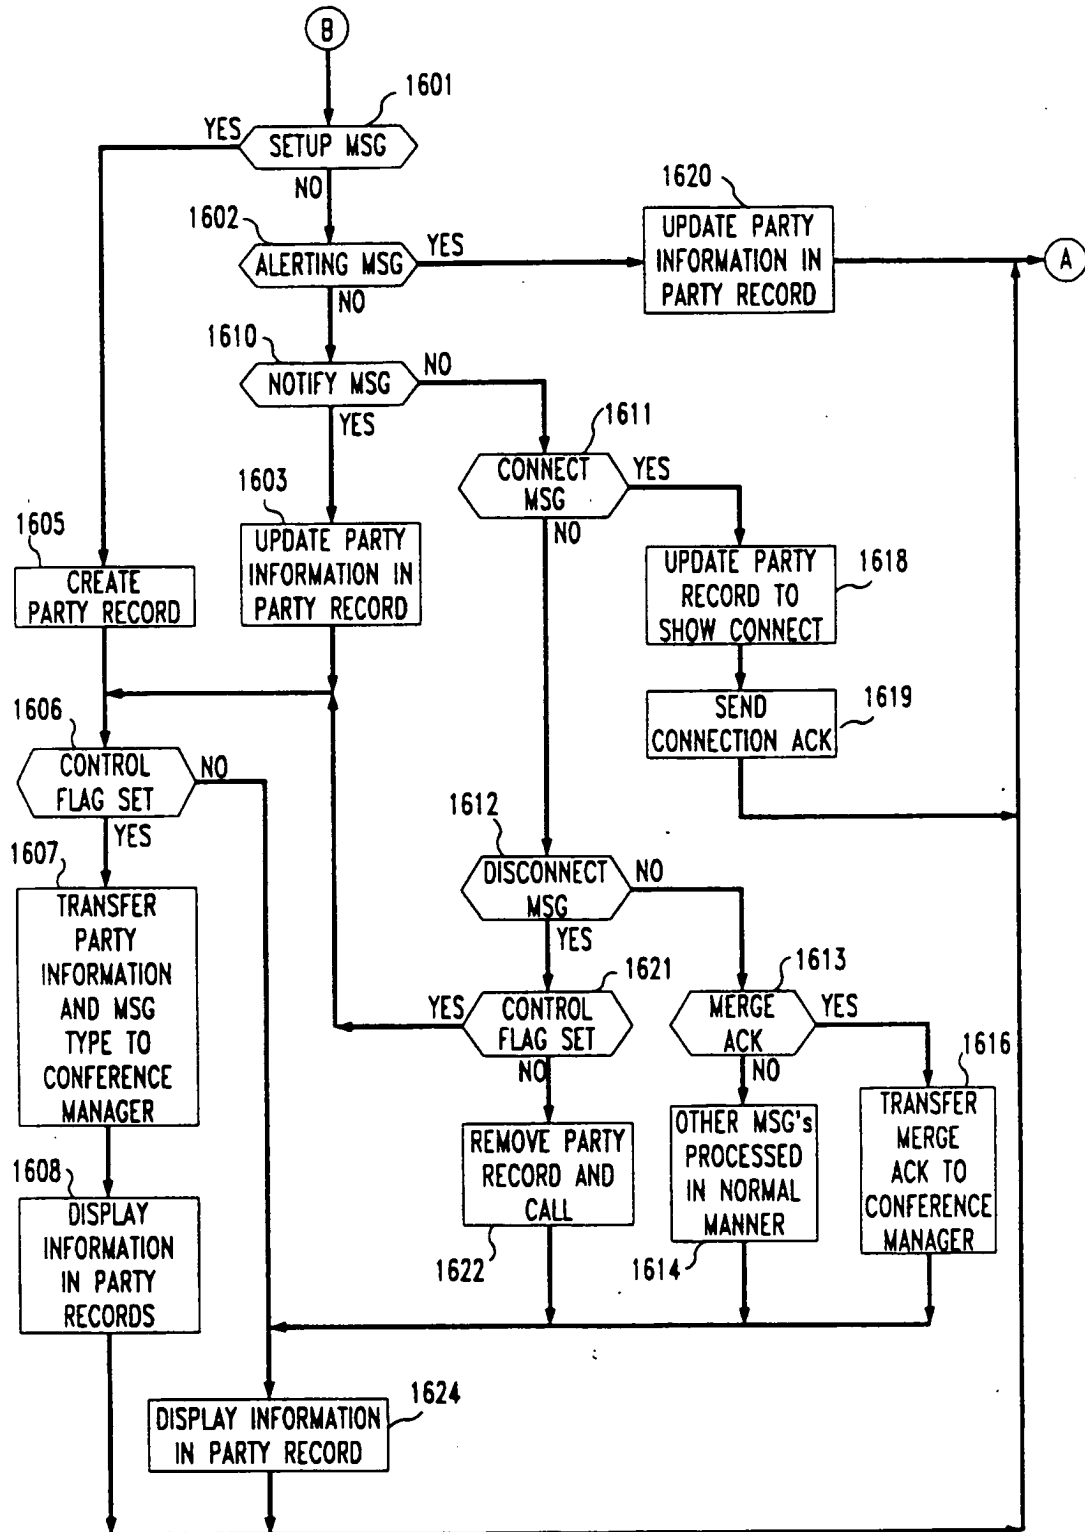 B
1601
YES
SETUP MSG
NO
1602
ALERTING MSG
YES
1620
UPDATE PARTY
INFORMATION IN
PARTY RECORD
A
NO
1610
NOTIFY MSG
NO
YES
1611
CONNECT
MSG
YES
NO
1603
UPDATE PARTY
INFORMATION IN
PARTY RECORD
1605
CREATE
PARTY RECORD
UPDATE PARTY
RECORD TO
SHOW CONNECT
1618
SEND
CONNECTION ACK
1619
1606
CONTROL
FLAG SET
NO
YES
1612
DISCONNECT
MSG
NO
YES
1607
TRANSFER
PARTY
INFORMATION
AND MSG
TYPE TO
CONFERENCE
MANAGER
1621
YES
CONTROL
FLAG SET
NO
1613
MERGE
ACK
YES
NO
1616
REMOVE PARTY
RECORD AND
CALL
1622
OTHER MSG's
PROCESSED
IN NORMAL
MANNER
1614
TRANSFER
MERGE
ACK TO
CONFERENCE
MANAGER
1608
DISPLAY
INFORMATION
IN PARTY
RECORDS
1624
DISPLAY INFORMATION
IN PARTY RECORD